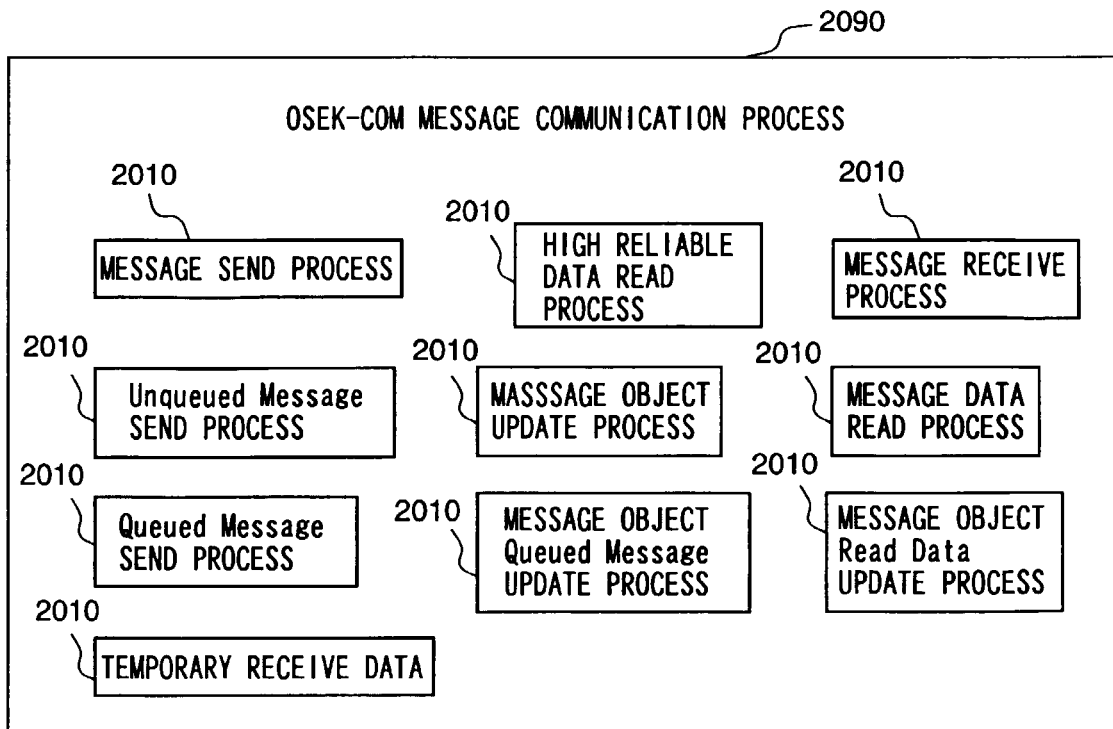 2090
OSEK-COM MESSAGE COMMUNICATION PROCESS
2010
MESSAGE SEND PROCESS
2010
HIGH RELIABLE
DATA READ
PROCESS
2010
MESSAGE RECEIVE
PROCESS
2010
Unqueued Message
SEND PROCESS
2010
MASSSAGE OBJECT
UPDATE PROCESS
2010
MESSAGE DATA
READ PROCESS
2010
Queued Message
SEND PROCESS
2010
MESSAGE OBJECT
Queued Message
UPDATE PROCESS
2010
MESSAGE OBJECT
Read Data
UPDATE PROCESS
2010
TEMPORARY RECEIVE DATA